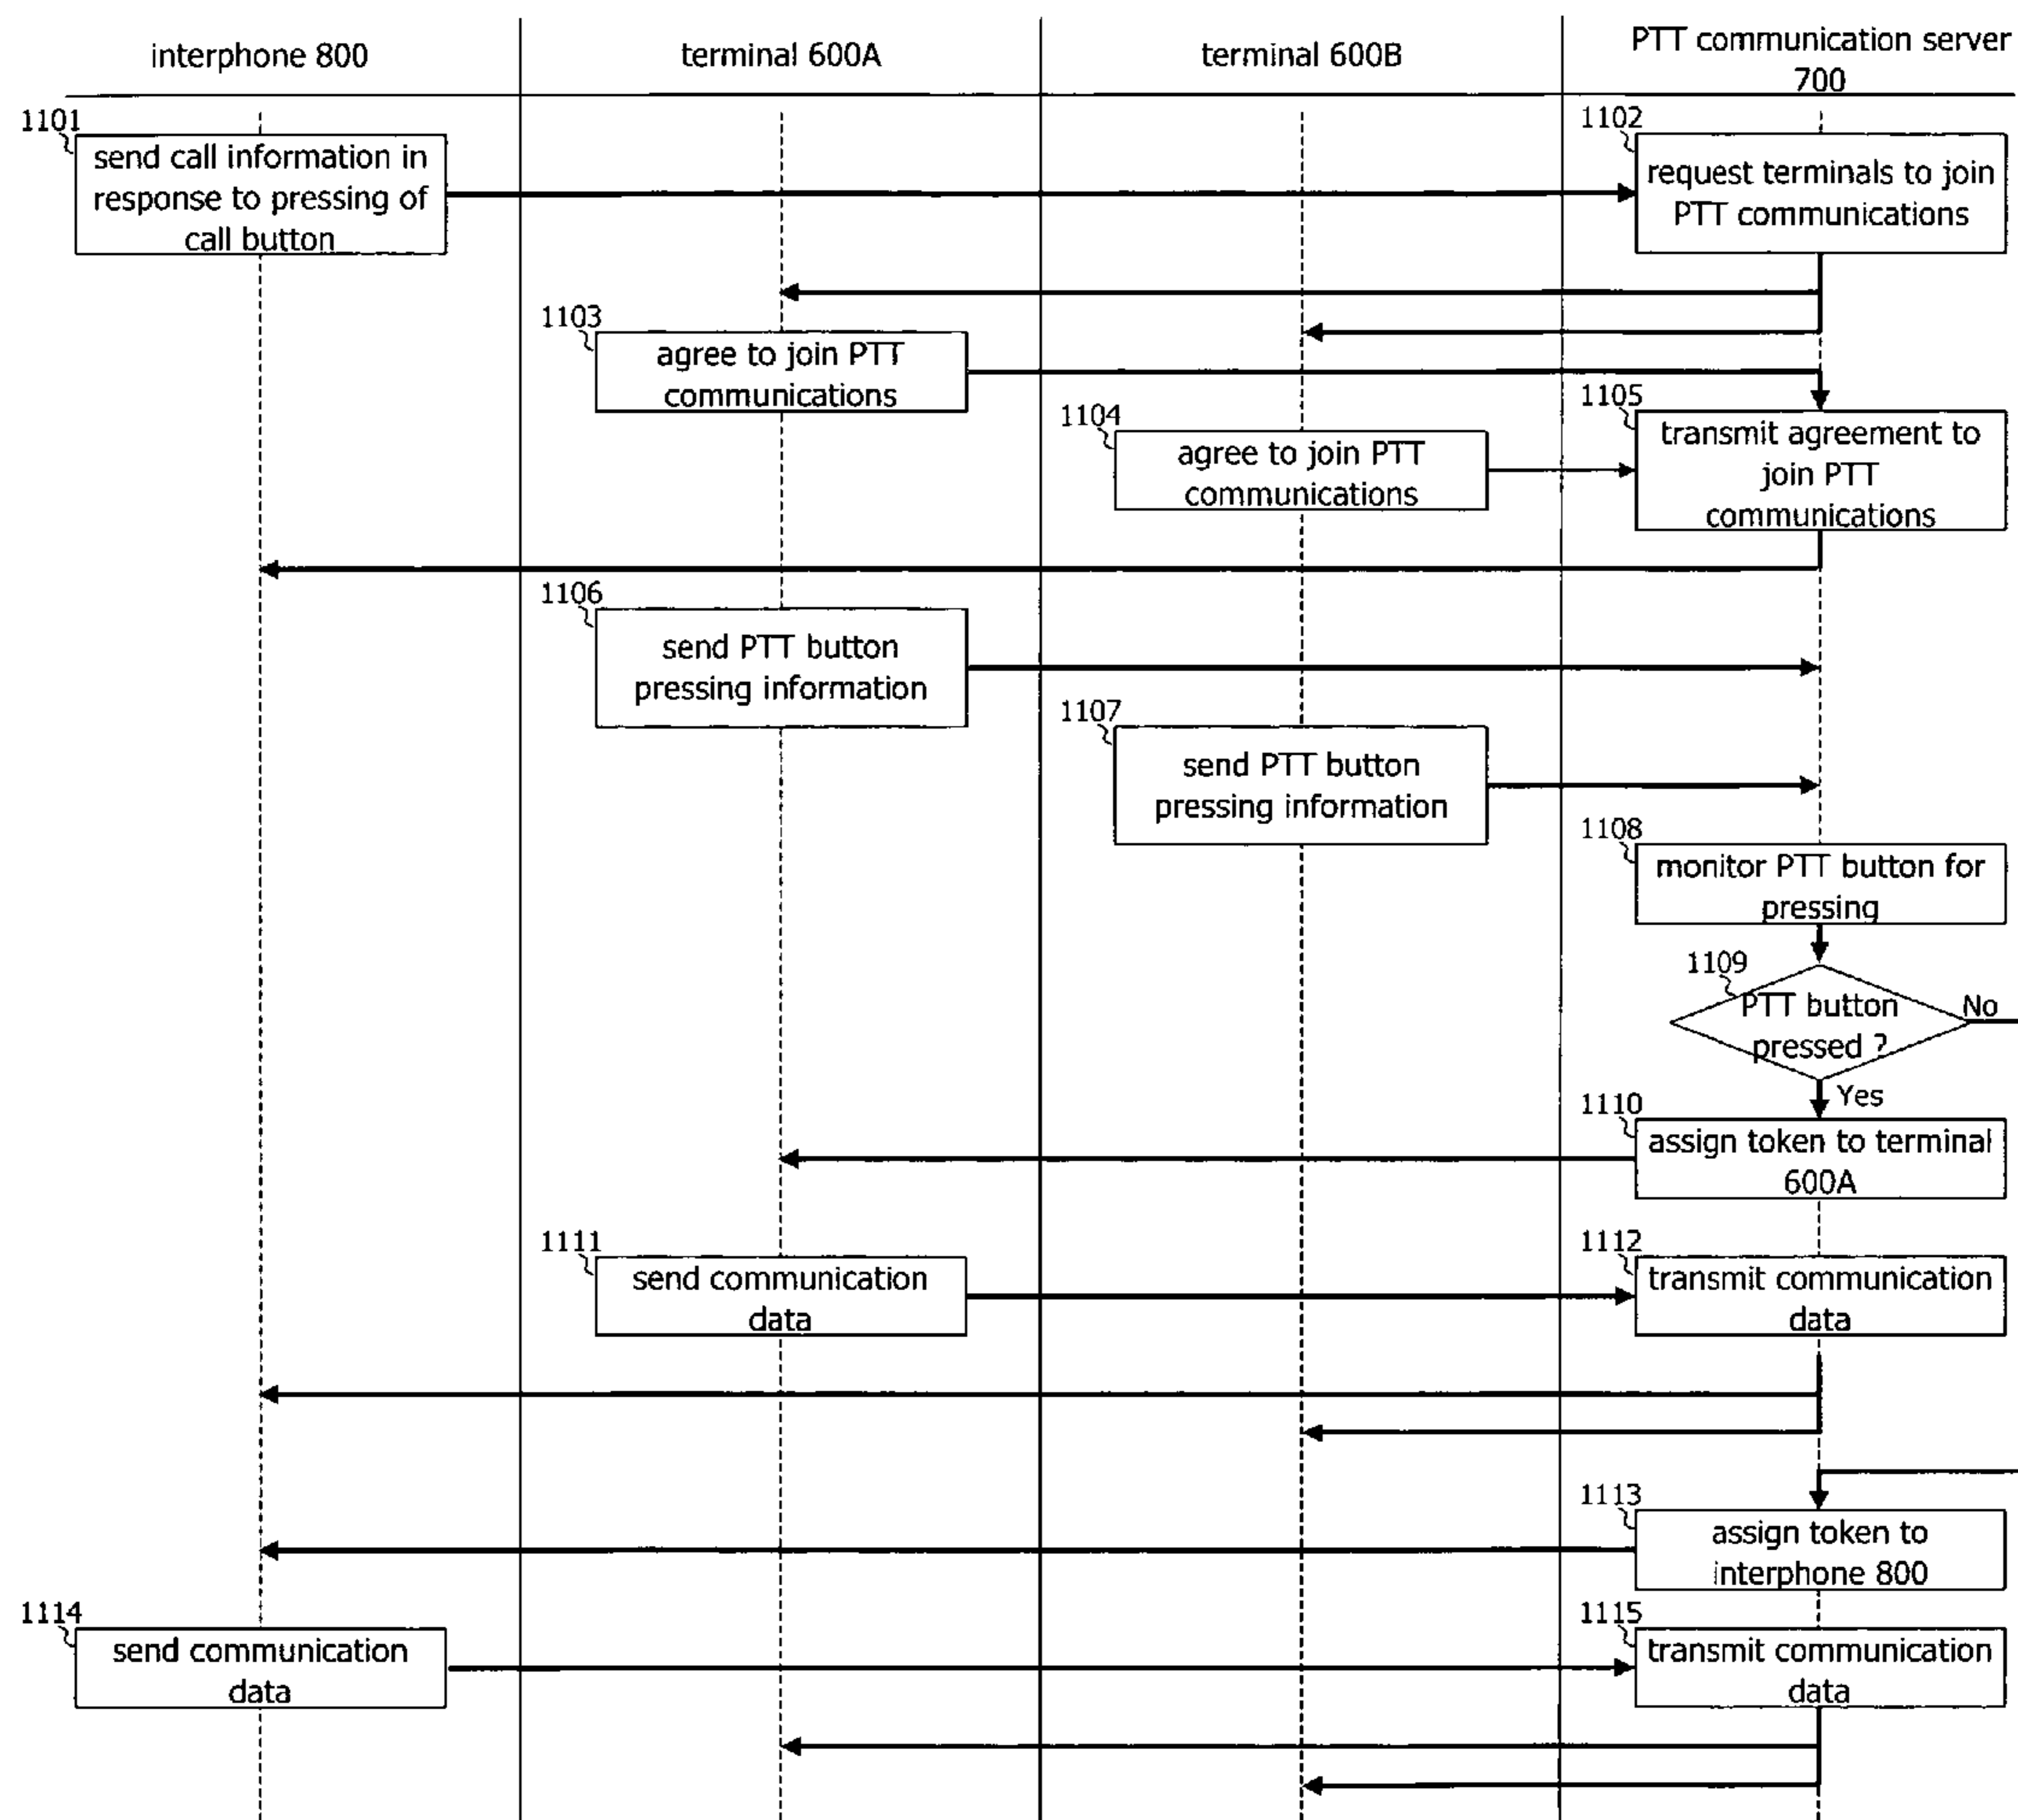 interphone 800
terminal 600A
terminal 600B
PTT communication server
700
1101
send call information in
response to pressing of
call button
1102
request terminals to join
PTT communications
1103
agree to join PTT
communications
1104
agree to join PTT
communications
1105
transmit agreement to
join PTT
communications
1106
send PTT button
pressing information
1107
send PTT button
pressing information
1108
monitor PTT button for
pressing
1109
PTT button
pressed ?
No
Yes
1110
assign token to terminal
600A
1111
send communication
data
1112
transmit communication
data
1113
assign token to
interphone 800
1114
send communication
data
1115
transmit communication
data